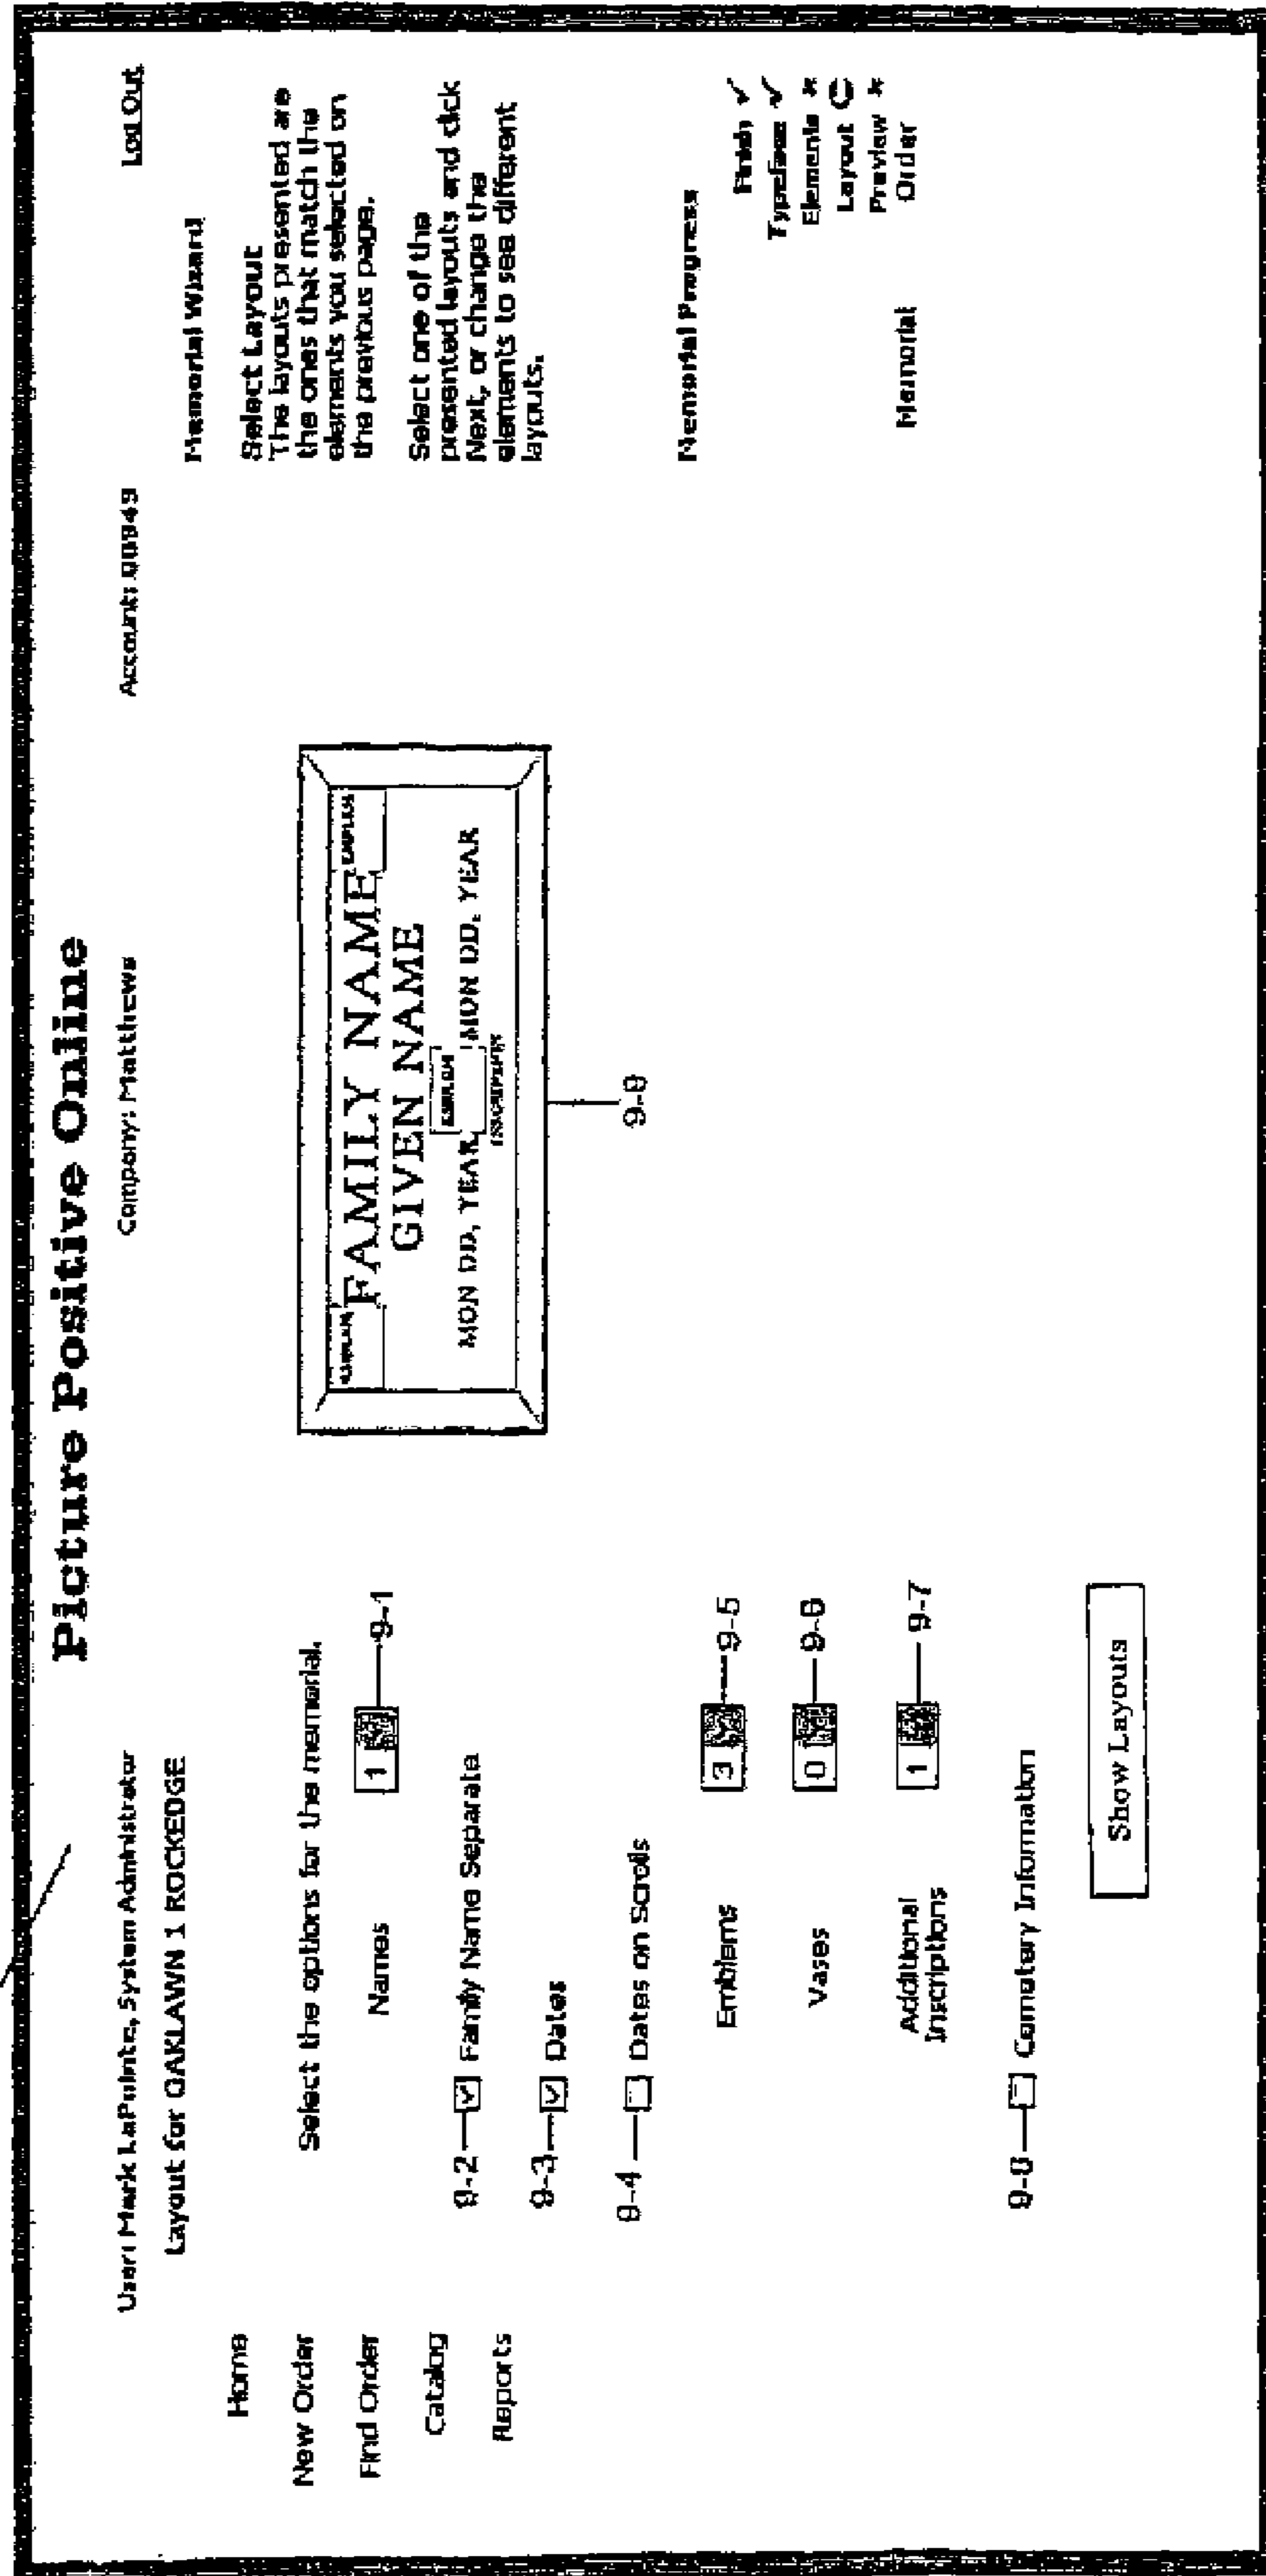 Picture Positive Online
User: Mark LaPointe, System Administrator
Company: Matthews
Account: 00949
Log Out
Layout for OAKLAWN 1 ROCKEDGE
Home
New Order
Find Order
Catalog
Reports
Select the options for the memorial.
Names 1 9-1
9-2 Family Name Separate
9-3 Dates
9-4 Dates on Scrolls
Emblems 3 9-5
Vases 0 9-6
Additional
Inscriptions 1 9-7
9-8 Cemetery Information
Show Layouts
EMBLEM FAMILY NAME EMBLEM
GIVEN NAME
EMBLEM
MON DD, YEAR MON DD, YEAR
9-9
Memorial Wizard
Select Layout
The layouts presented are
the ones that match the
elements you selected on
the previous page.
Select one of the
presented layouts and click
Next, or change the
elements to see different
layouts.
Memorial Progress
Finish ✓
Typeface ✓
Elements ×
Layout
Preview ×
Memorial Order